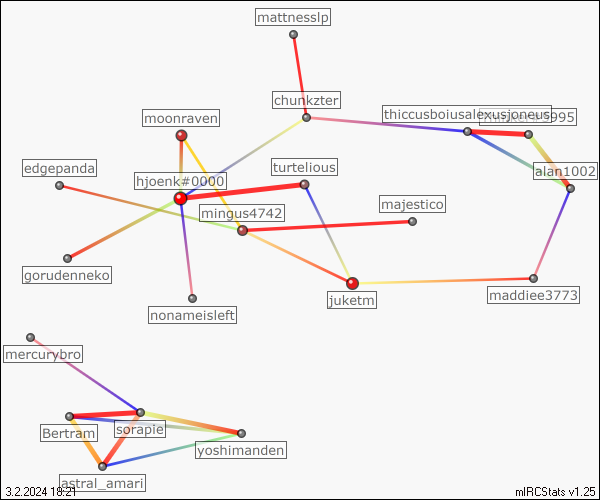 mattnesslp
chunkzter
moonraven
thiccusboiusalexusjoneus
edgepanda
hjoenk#0000
turtelious
alan1002
mingus4742
majestico
gorudenneko
nonameisleft
juketm
maddiee3773
mercurybro
Bertram
sorapie
yoshimanden
astral_amari
3.2.2024 18:21
mIRCStats v1.25